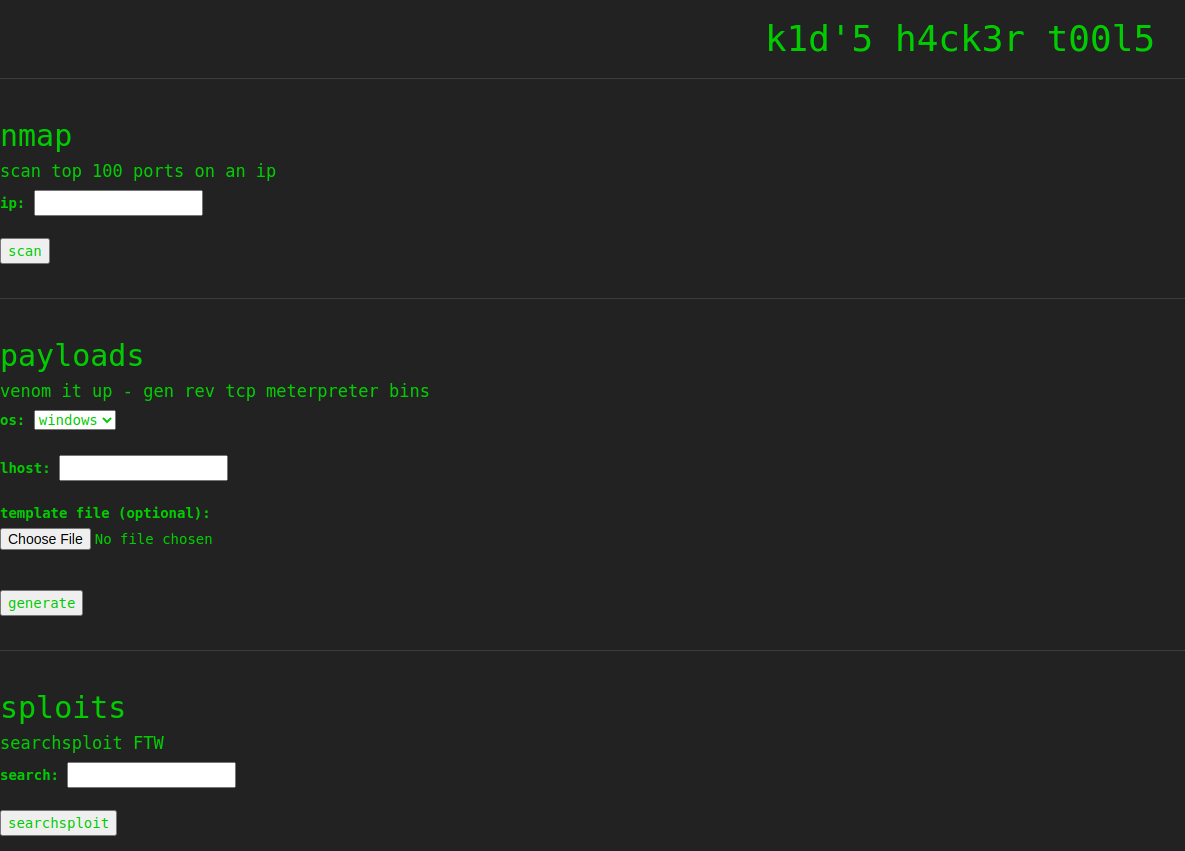 k1d'5 h4ck3r t00l5
nmap
scan top 100 ports on an ip
ip:
scan
payloads
venom it up - gen rev tcp meterpreter bins
os: windows
lhost:
template file (optional):
Choose File No file chosen
generate
sploits
searchsploit FTW
search:
searchsploit